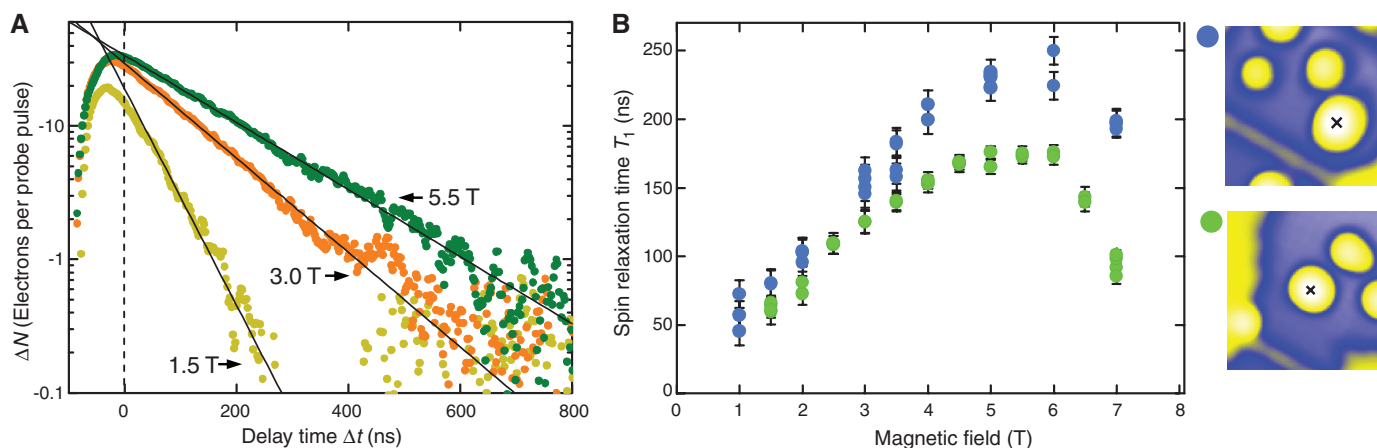 A
ΔN (Electrons per probe pulse)
-10
-1
-0.1
5.5 T
3.0 T
1.5 T
0
200
400
600
800
Delay time Δt (ns)
B
Spin relaxation time T1 (ns)
250
200
150
100
50
0
0
1
2
3
4
5
6
7
8
Magnetic field (T)